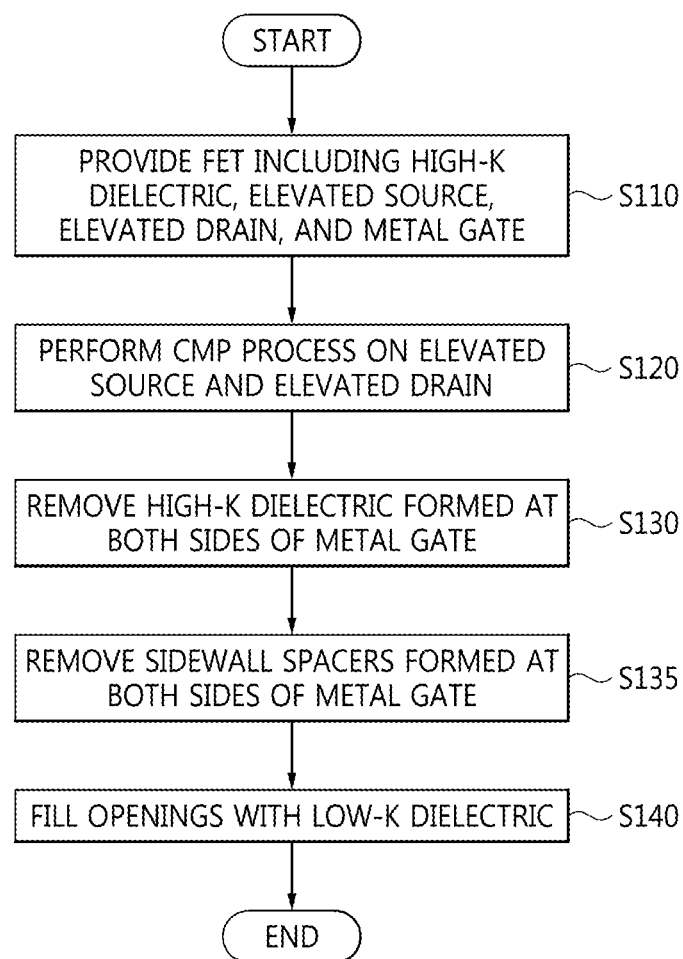 START
PROVIDE FET INCLUDING HIGH-K
DIELECTRIC, ELEVATED SOURCE,
ELEVATED DRAIN, AND METAL GATE
S110
PERFORM CMP PROCESS ON ELEVATED
SOURCE AND ELEVATED DRAIN
S120
REMOVE HIGH-K DIELECTRIC FORMED AT
BOTH SIDES OF METAL GATE
S130
REMOVE SIDEWALL SPACERS FORMED AT
BOTH SIDES OF METAL GATE
S135
FILL OPENINGS WITH LOW-K DIELECTRIC
S140
END